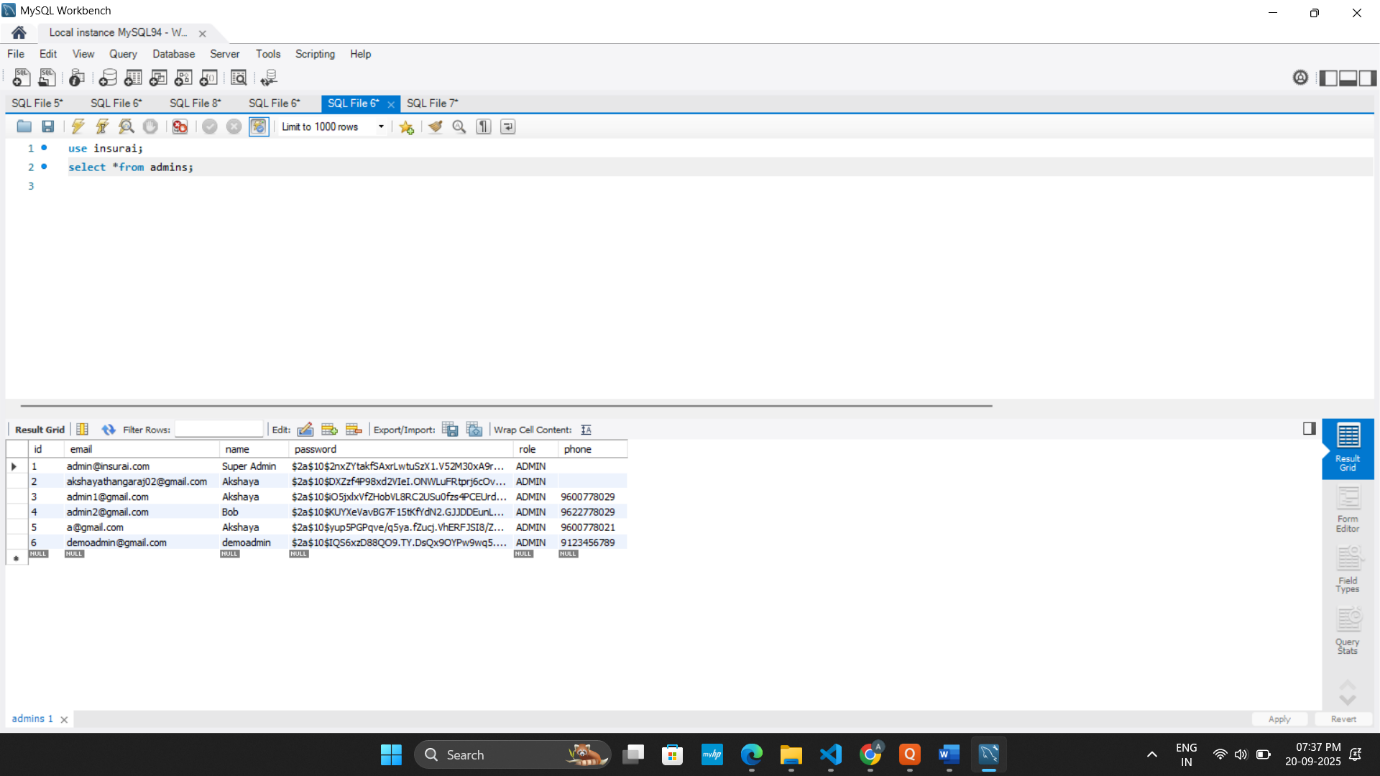 MySQL Workbench
Local instance MySQL94 - W...
File Edit View Query Database Server Tools Scripting Help
SQL File 5* SQL File 6* SQL File 8* SQL File 6* SQL File 6* SQL File 7*
Limit to 1000 rows
1 use insurai;
2 select *from admins;
3
Result Grid Filter Rows: Edit: Export/Import: Wrap Cell Content:
id email name password role phone
1 admin@insurai.com Super Admin $2a$10$2nxZYtakfSAxrLwtuSzX1.V52M30xA9r... ADMIN
2 akshayathangaraj02@gmail.com Akshaya $2a$10$DXZzf4P98xd2VIeI.ONWLuFRtprj6cOv... ADMIN
3 admin1@gmail.com Akshaya $2a$10$iO5jxlxVfZHobVL8RC2USu0fzs4PCEUrd... ADMIN 9600778029
4 admin2@gmail.com Bob $2a$10$KUYXeVavBG7F15tKfYdN2.GJJDDEunL... ADMIN 9622778029
5 a@gmail.com Akshaya $2a$10$yup5PGPqve/q5ya.fZucj.VhERFJSI8/Z... ADMIN 9600778021
6 demoadmin@gmail.com demoadmin $2a$10$IQS6xzD88QO9.TY.DsQx9OYPw9wq5.... ADMIN 9123456789
NULL NULL NULL NULL NULL NULL
Result
Grid
Form
Editor
Field
Types
Query
Stats
admins 1
Apply Revert
Search
ENG
IN
07:37 PM
20-09-2025